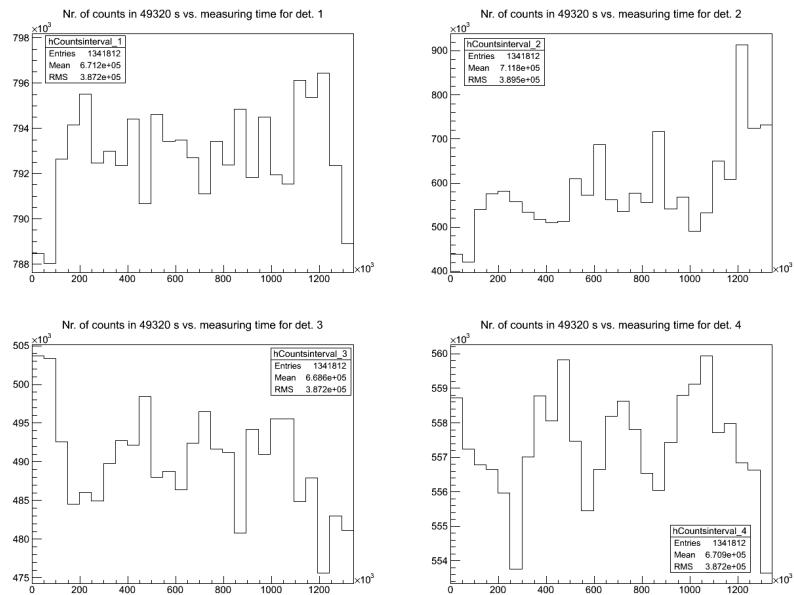 Nr. of counts in 49320 s vs. measuring time for det. 1
×10³
798
796
794
792
790
788
0 200 400 600 800 1000 1200
×10³
hCountsinterval_1
Entries 1341812
Mean 6.712e+05
RMS 3.872e+05
Nr. of counts in 49320 s vs. measuring time for det. 2
×10³
900
800
700
600
500
400
0 200 400 600 800 1000 1200
×10³
hCountsinterval_2
Entries 1341812
Mean 7.118e+05
RMS 3.895e+05
Nr. of counts in 49320 s vs. measuring time for det. 3
×10³
505
500
495
490
485
480
475
0 200 400 600 800 1000 1200
×10³
hCountsinterval_3
Entries 1341812
Mean 6.686e+05
RMS 3.872e+05
Nr. of counts in 49320 s vs. measuring time for det. 4
×10³
560
559
558
557
556
555
554
0 200 400 600 800 1000 1200
×10³
hCountsinterval_4
Entries 1341812
Mean 6.709e+05
RMS 3.872e+05